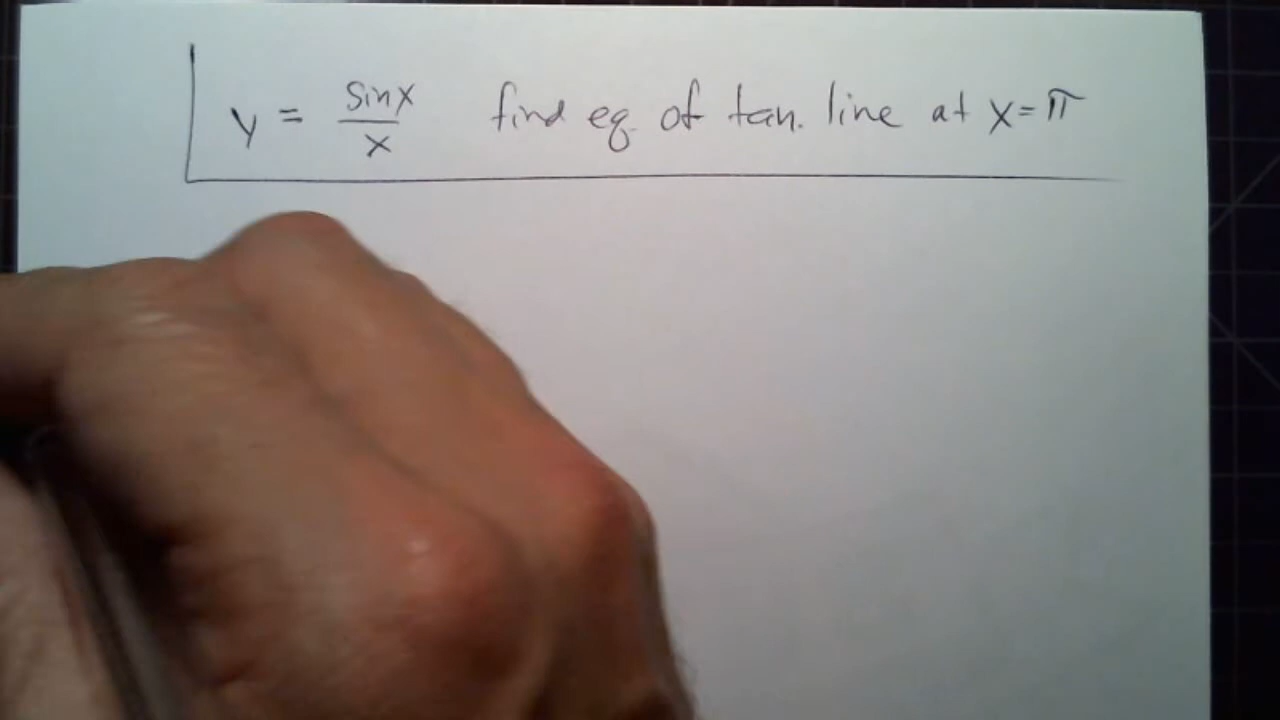 y = sinx/x find eq. of tan. line at x=π